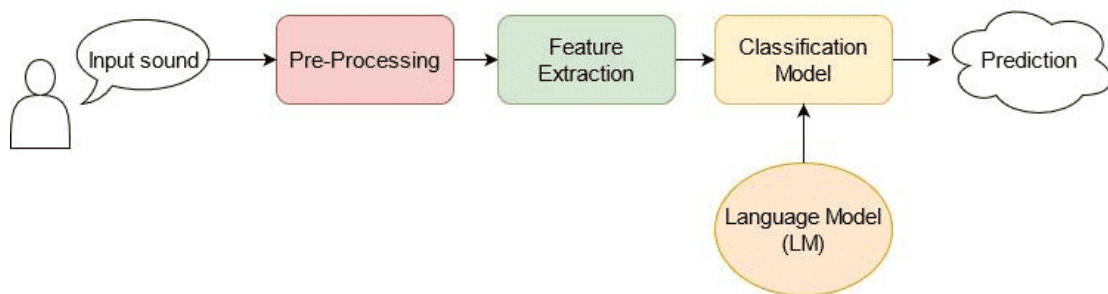 Input sound
Pre-Processing
Feature
Extraction
Classification
Model
Prediction
Language Model
(LM)